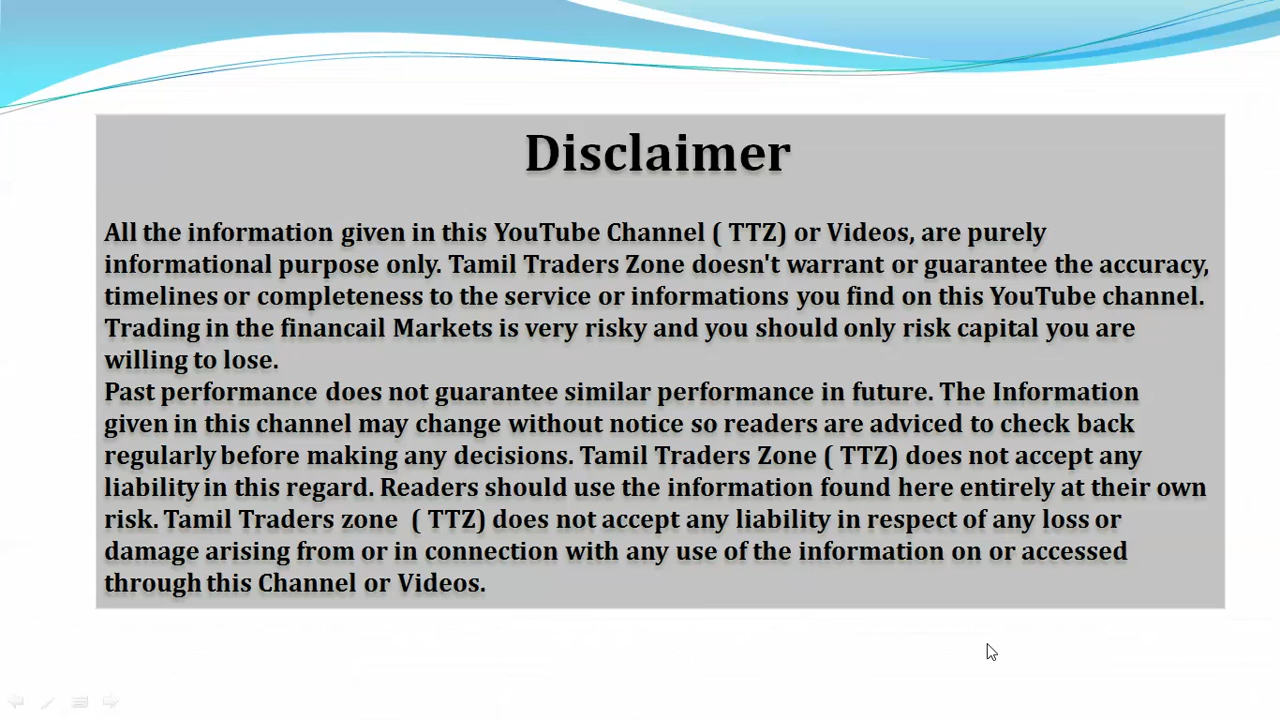 Disclaimer
All the information given in this YouTube Channel ( TTZ) or Videos, are purely
informational purpose only. Tamil Traders Zone doesn't warrant or guarantee the accuracy,
timelines or completeness to the service or informations you find on this YouTube channel.
Trading in the financail Markets is very risky and you should only risk capital you are
willing to lose.
Past performance does not guarantee similar performance in future. The Information
given in this channel may change without notice so readers are adviced to check back
regularly before making any decisions. Tamil Traders Zone ( TTZ) does not accept any
liability in this regard. Readers should use the information found here entirely at their own
risk. Tamil Traders zone  ( TTZ) does not accept any liability in respect of any loss or
damage arising from or in connection with any use of the information on or accessed
through this Channel or Videos.